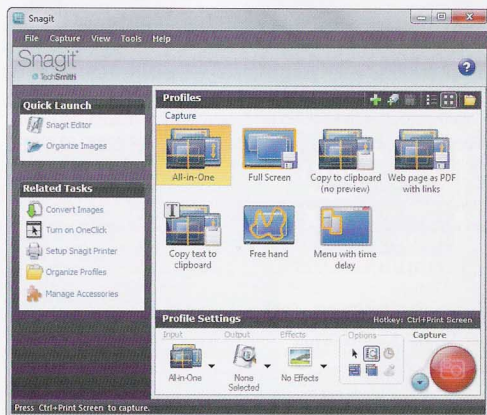 Snagit
File Capture View Tools Help
Snagit
TechSmith
Quick Launch
Snagit Editor
Organize Images
Related Tasks
Convert Images
Turn on OneClick
Setup Snagit Printer
Organize Profiles
Manage Accessories
Profiles
Capture
All-in-One
Full Screen
Copy to clipboard
(no preview)
Web page as PDF
with links
Copy text to
clipboard
Free hand
Menu with time
delay
Profile Settings
Hotkey: Ctrl+Print Screen
Input
Output
Effects
Options
Capture
All-in-One
None
Selected
No Effects
Press Ctrl+Print Screen to capture.